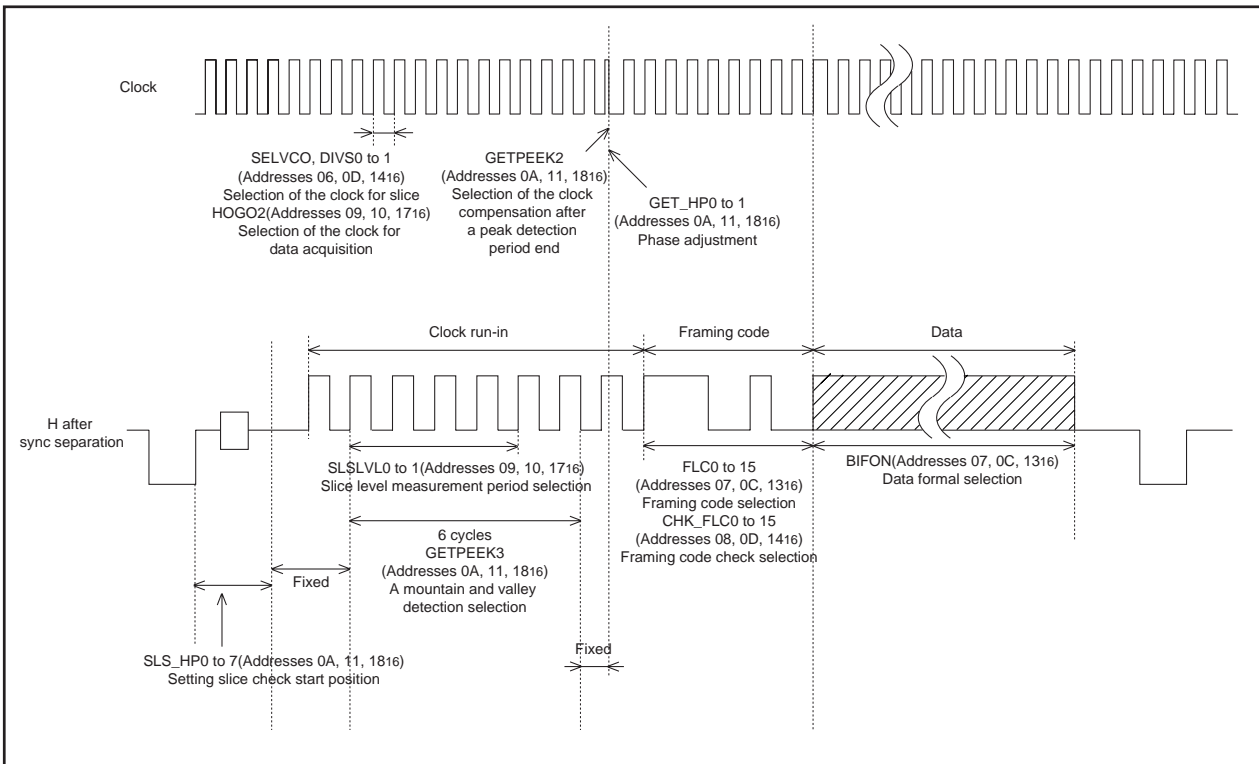 Clock
SELVCO, DIVS0 to 1
(Addresses 06, 0D, 1416)
Selection of the clock for slice
HOGO2(Addresses 09, 10, 1716)
Selection of the clock for
data acquisition
GETPEEK2
(Addresses 0A, 11, 1816)
Selection of the clock
compensation after
a peak detection
period end
GET_HP0 to 1
(Addresses 0A, 11, 1816)
Phase adjustment
Clock run-in
Framing code
Data
H after
sync separation
SLSLVL0 to 1(Addresses 09, 10, 1716)
Slice level measurement period selection
FLC0 to 15
(Addresses 07, 0C, 1316)
Framing code selection
CHK_FLC0 to 15
(Addresses 08, 0D, 1416)
Framing code check selection
BIFON(Addresses 07, 0C, 1316)
Data formal selection
Fixed
6 cycles
GETPEEK3
(Addresses 0A, 11, 1816)
A mountain and valley
detection selection
Fixed
SLS_HP0 to 7(Addresses 0A, 11, 1816)
Setting slice check start position